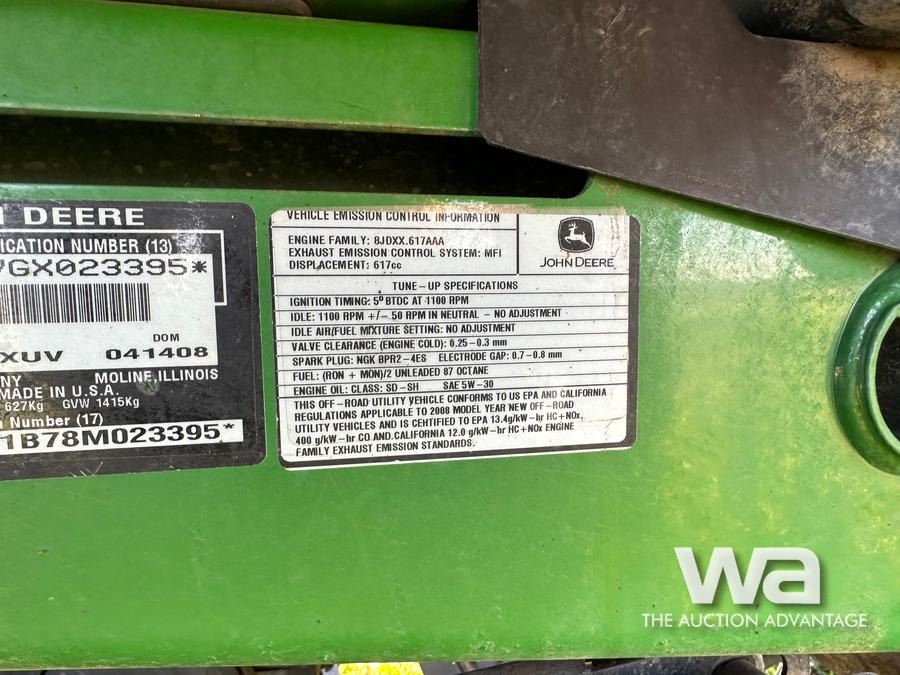 DEERE
ICATION NUMBER (13)
GX023395*
DOM
XUV 041408
NY MOLINE, ILLINOIS
MADE IN U.S.A.
627Kg GVW 1415Kg
Number (17)
1B78M023395*
VEHICLE EMISSION CONTROL INFORMATION
ENGINE FAMILY: 8JDXX.617AAA
EXHAUST EMISSION CONTROL SYSTEM: MFI
DISPLACEMENT: 617cc
JOHN DEERE
TUNE-UP SPECIFICATIONS
IGNITION TIMING: 5° BTDC AT 1100 RPM
IDLE: 1100 RPM +/- 50 RPM IN NEUTRAL - NO ADJUSTMENT
IDLE AIR/FUEL MIXTURE SETTING: NO ADJUSTMENT
VALVE CLEARANCE (ENGINE COLD): 0.25-0.3 mm
SPARK PLUG: NGK BPR2-4ES ELECTRODE GAP: 0.7-0.8 mm
FUEL: (RON + MON)/2 UNLEADED 87 OCTANE
ENGINE OIL: CLASS: SD-SH SAE 5W-30
THIS OFF-ROAD UTILITY VEHICLE CONFORMS TO US EPA AND CALIFORNIA
REGULATIONS APPLICABLE TO 2008 MODEL YEAR NEW OFF-ROAD
UTILITY VEHICLES AND IS CERTIFIED TO EPA 13.4g/kW-hr HC+NOx,
400 g/kW-hr CO AND CALIFORNIA 12.0 g/kW-hr HC+NOx ENGINE
FAMILY EXHAUST EMISSION STANDARDS.
wa
THE AUCTION ADVANTAGE